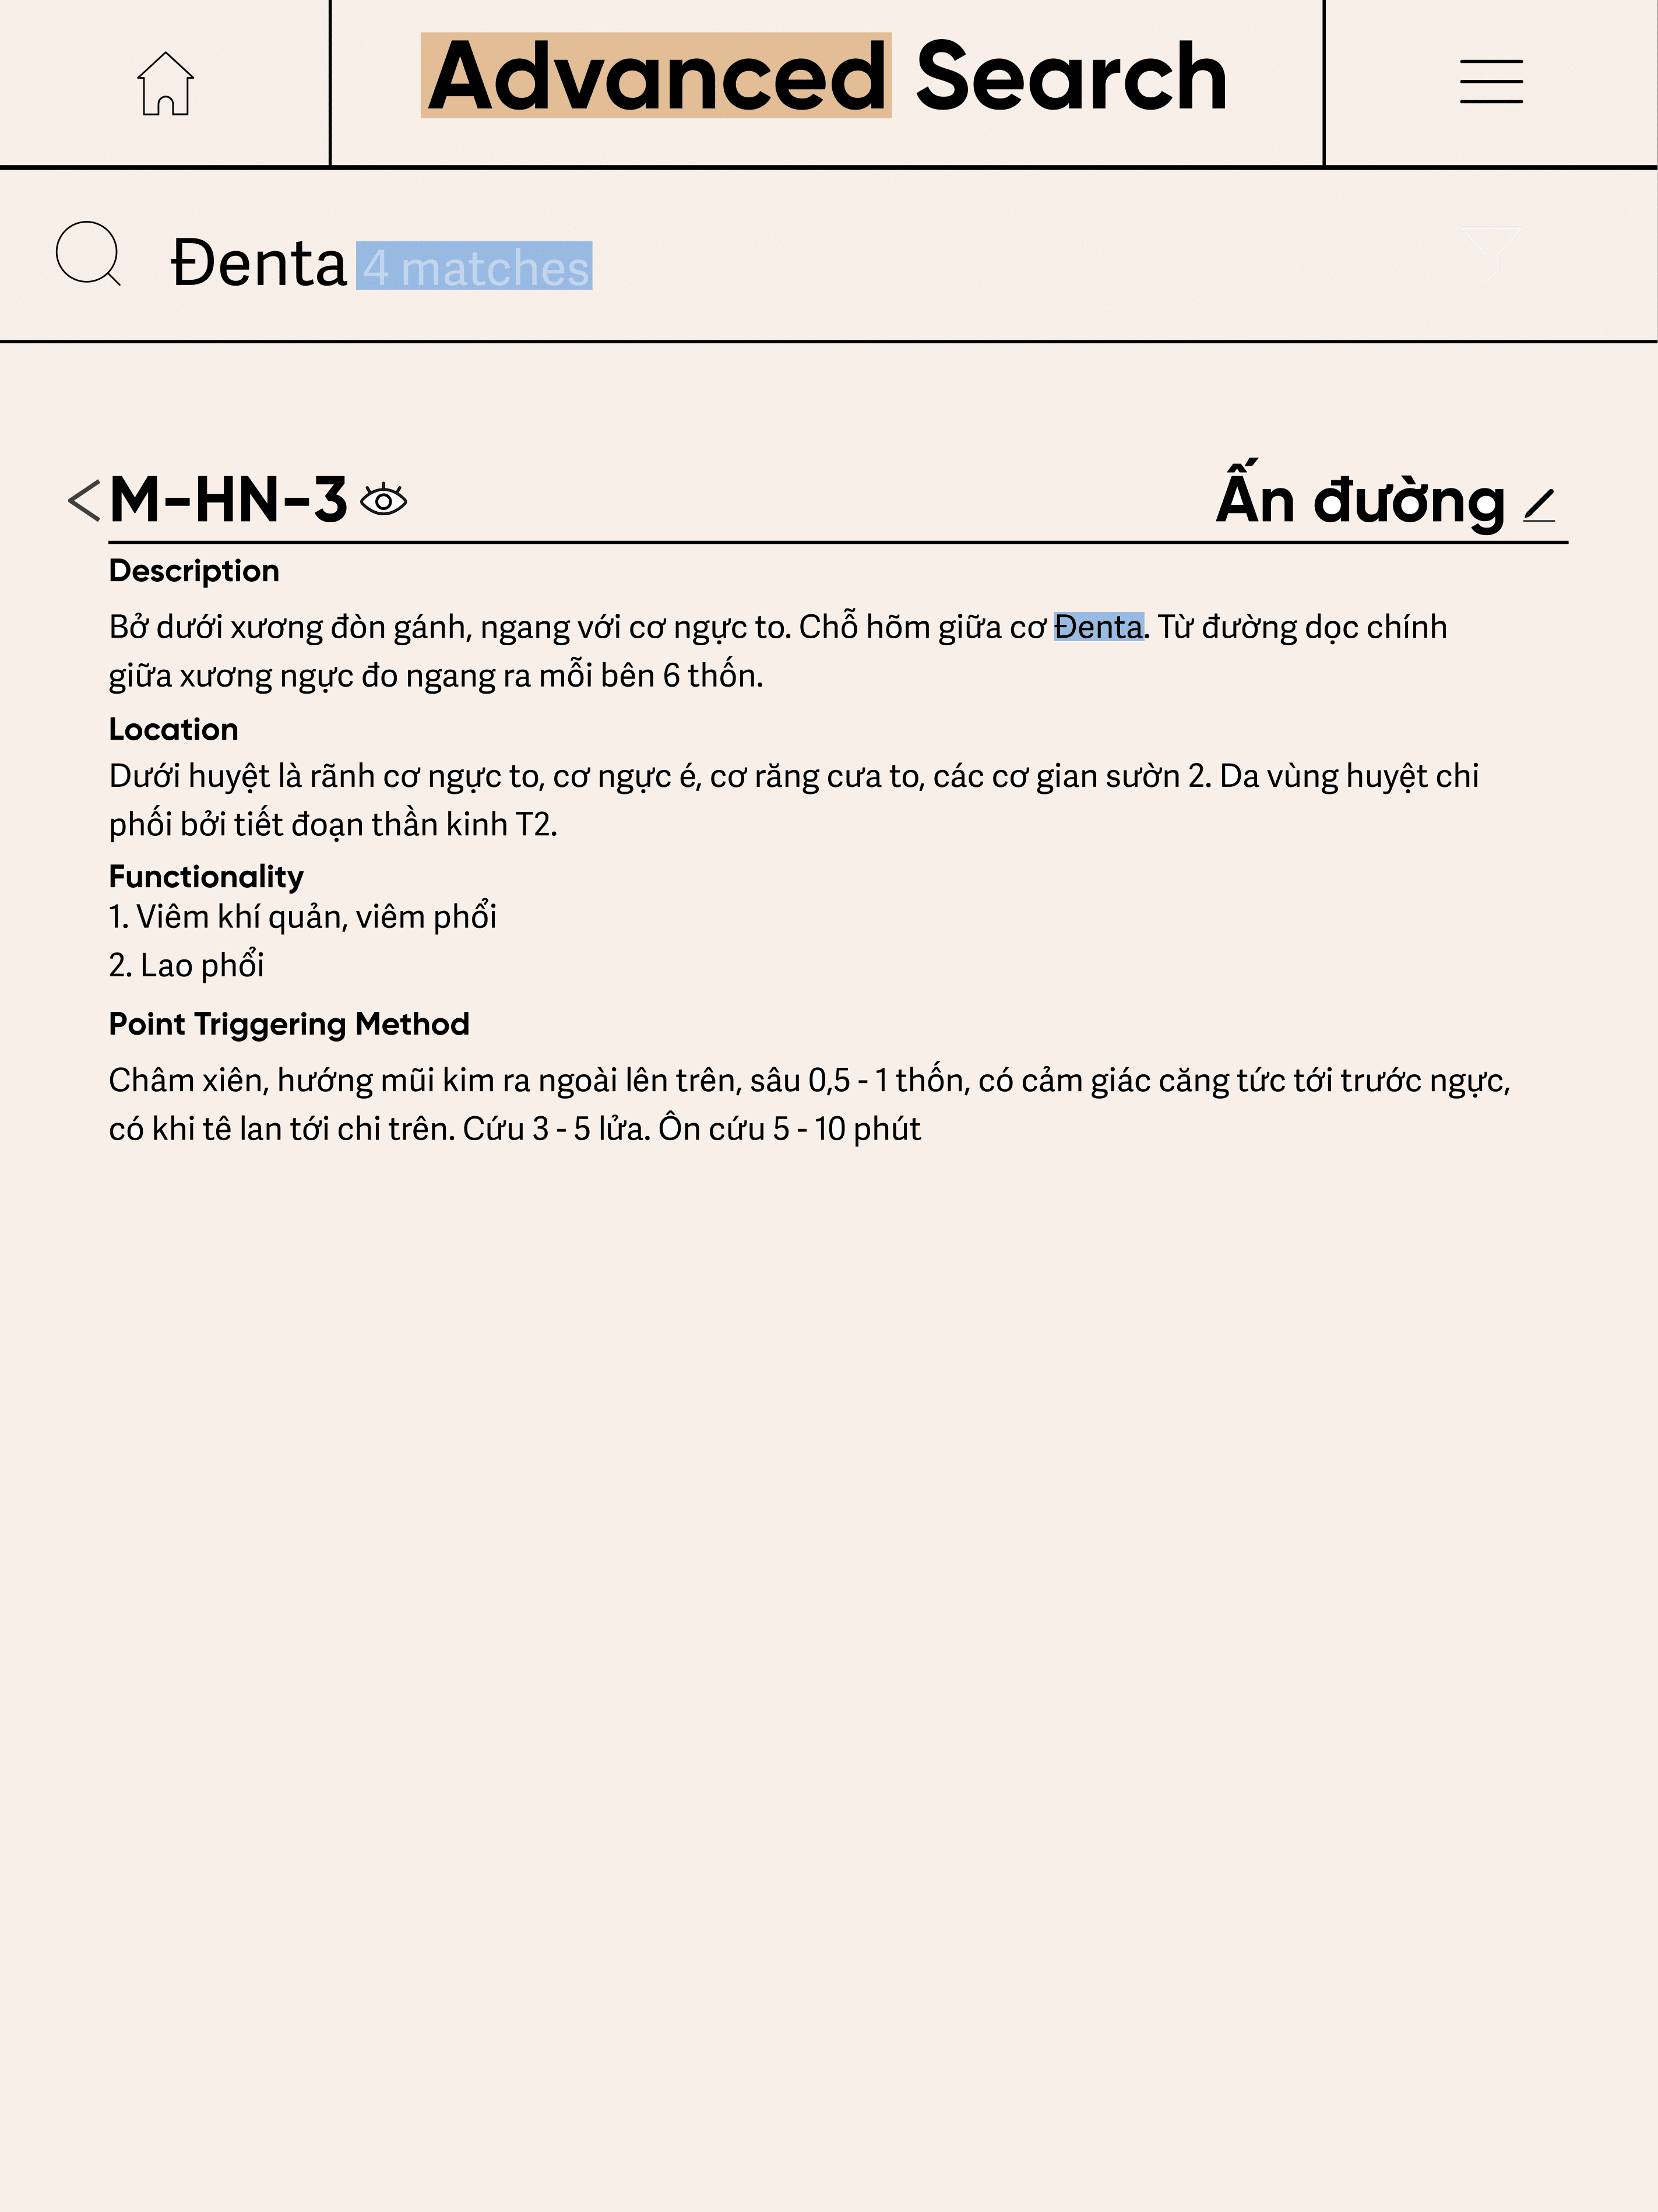 Advanced Search
Đenta 4 matches
M-HN-3
Ấn đường
Description
Bở dưới xương đòn gánh, ngang với cơ ngực to. Chỗ hõm giữa cơ Đenta. Từ đường dọc chính
giữa xương ngực đo ngang ra mỗi bên 6 thốn.
Location
Dưới huyệt là rãnh cơ ngực to, cơ ngực é, cơ răng cưa to, các cơ gian sườn 2. Da vùng huyệt chi
phối bởi tiết đoạn thần kinh T2.
Functionality
1. Viêm khí quản, viêm phổi
2. Lao phổi
Point Triggering Method
Châm xiên, hướng mũi kim ra ngoài lên trên, sâu 0,5 - 1 thốn, có cảm giác căng tức tới trước ngực,
có khi tê lan tới chi trên. Cứu 3 - 5 lửa. Ôn cứu 5 - 10 phút